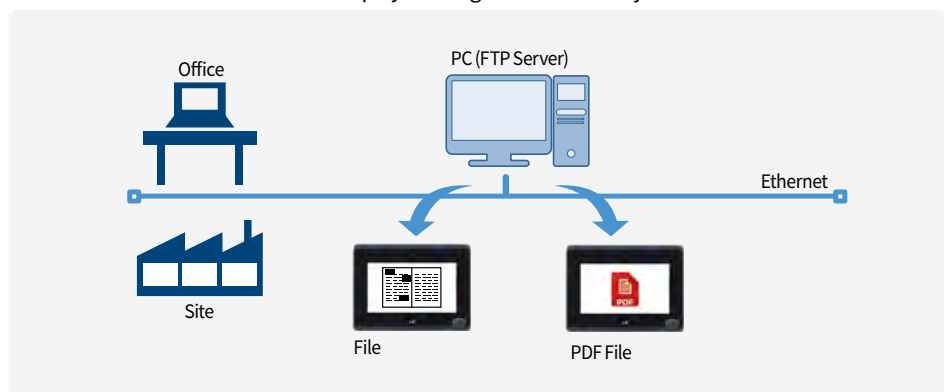 Office
PC (FTP Server)
Ethernet
Site
PDF
File
PDF File